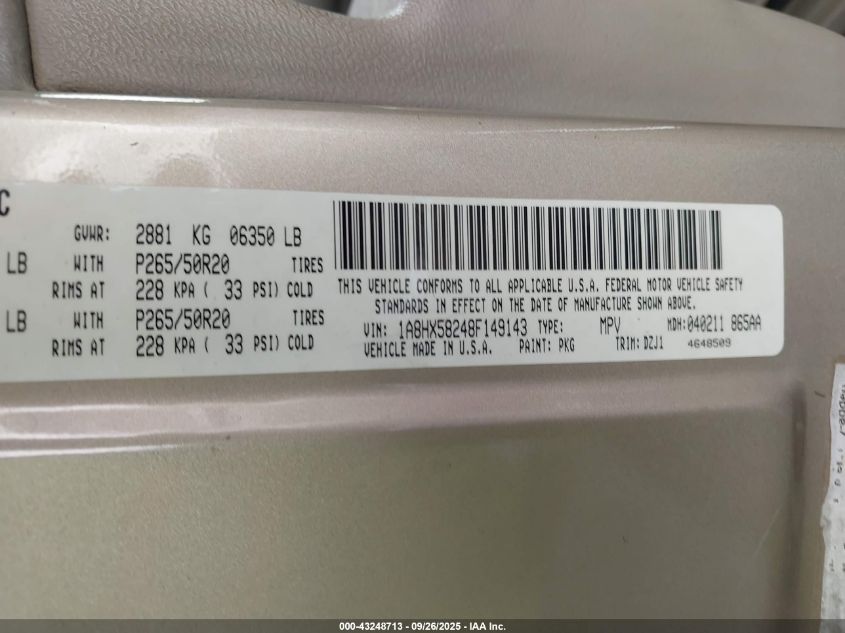 C
GVWR: 2881 KG 06350 LB
LB WITH P265/50R20 TIRES
RIMS AT 228 KPA ( 33 PSI) COLD
LB WITH P265/50R20 TIRES
RIMS AT 228 KPA ( 33 PSI) COLD
THIS VEHICLE CONFORMS TO ALL APPLICABLE U.S.A. FEDERAL MOTOR VEHICLE SAFETY
STANDARDS IN EFFECT ON THE DATE OF MANUFACTURE SHOWN ABOVE.
VIN: 1A8HX58248F149143 TYPE: MPV MDH: 040211 865AA
VEHICLE MADE IN U.S.A. PAINT: PKG TRIM: DZJ1 4648509
000-43248713 - 09/26/2025 - IAA Inc.